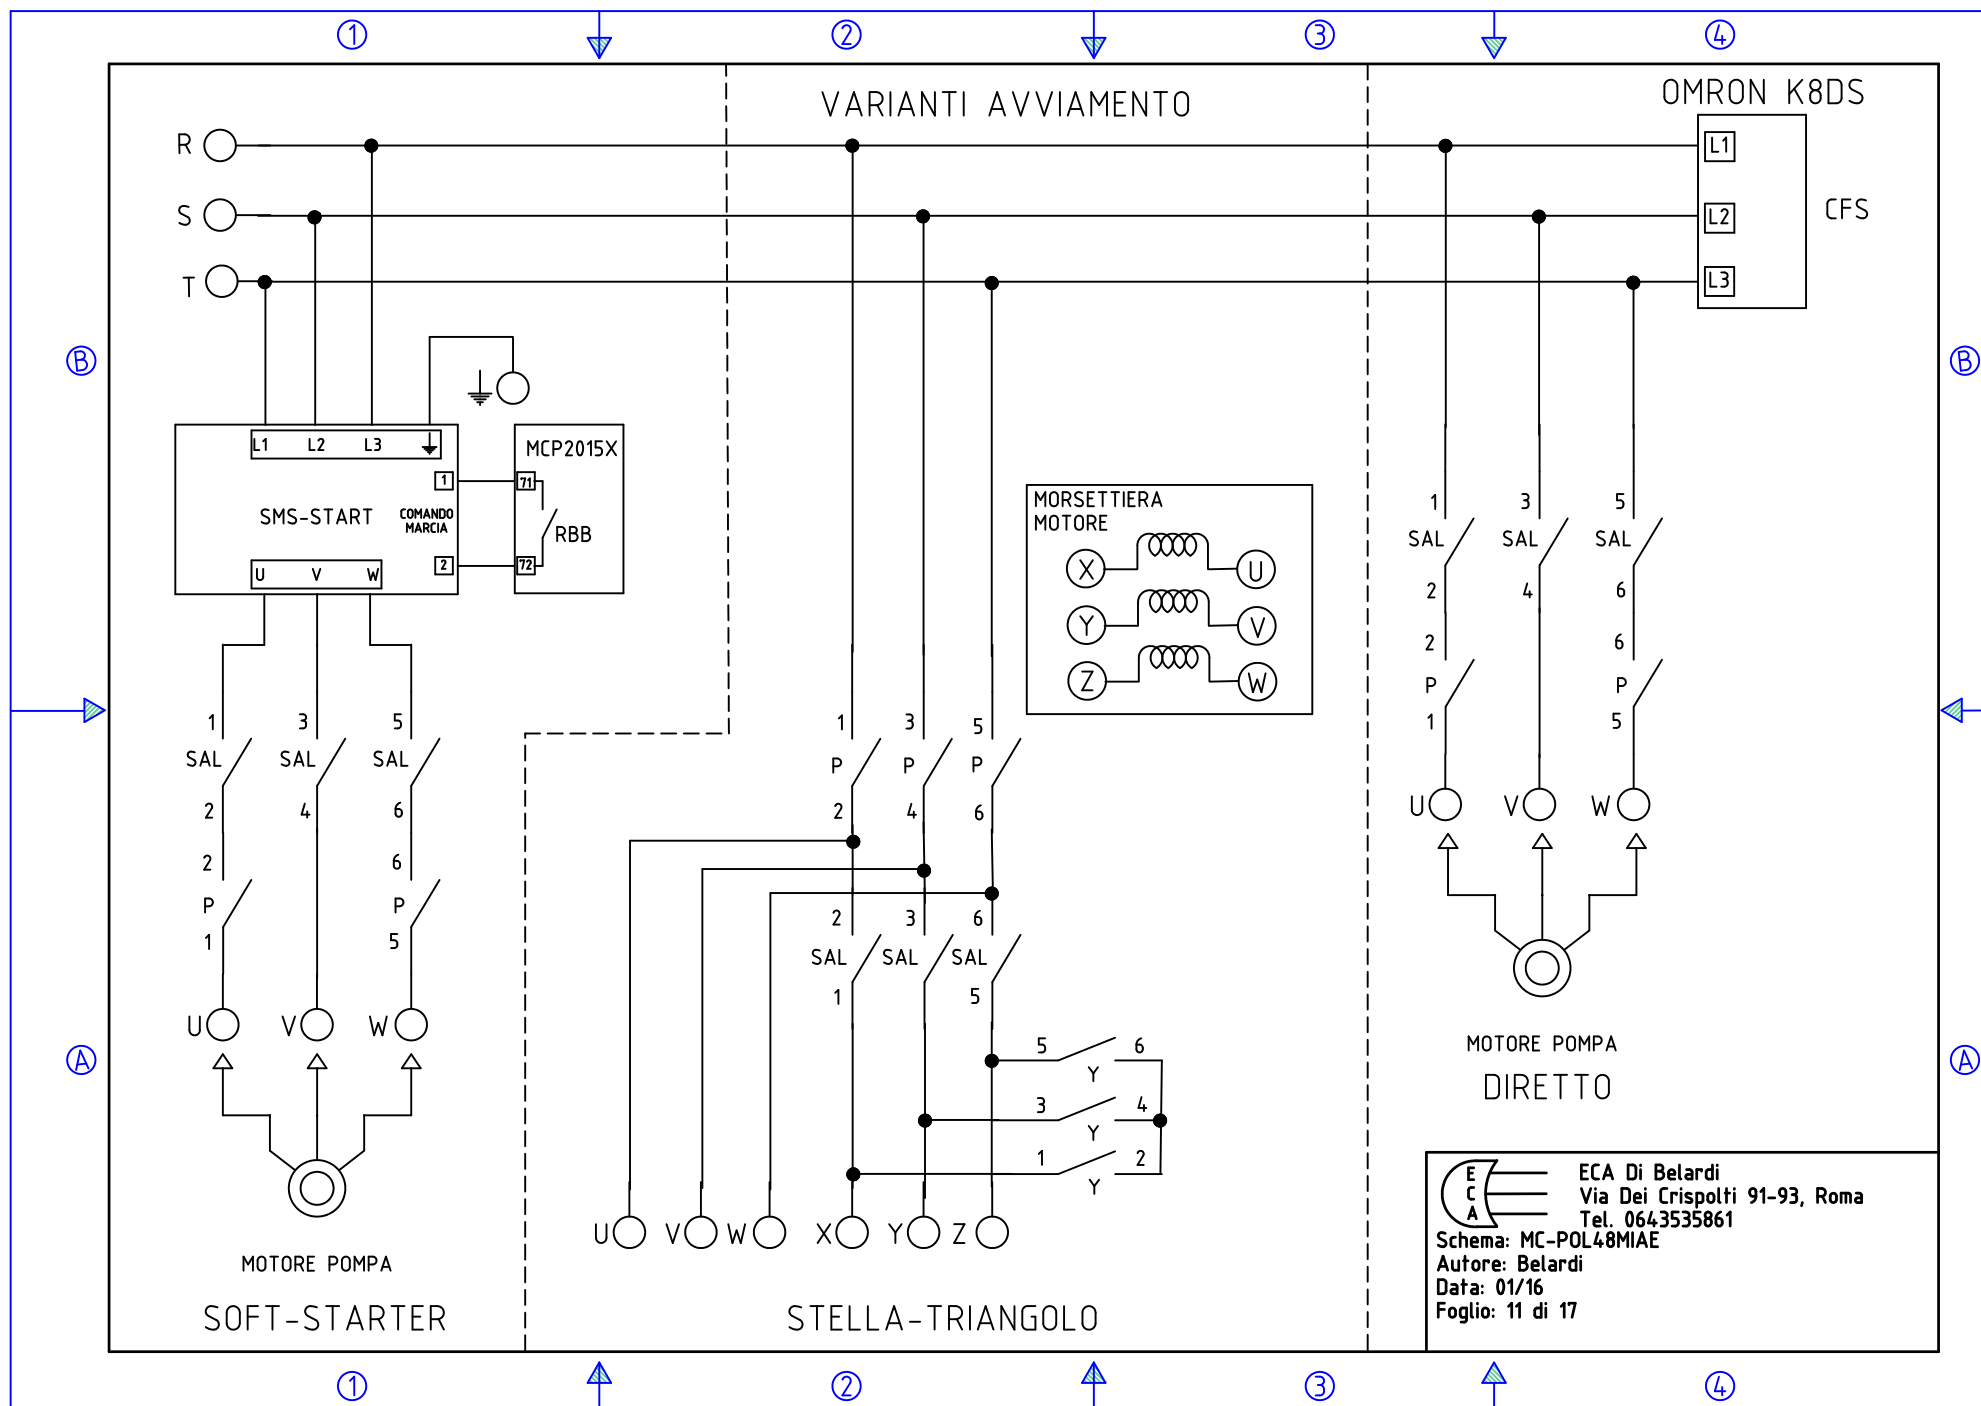 1 2 3 4
VARIANTI AVVIAMENTO
OMRON K8DS
R
L1
S
L2
CFS
T
L3
B
B
L1 L2 L3
MCP2015X
1
71
SMS-START
COMANDO
MARCIA
RBB
2
72
U V W
MORSETTIERA
MOTORE
X U
Y V
Z W
1 3 5
SAL SAL SAL
2 4 6
2 6
P P
1 5
U V W
MOTORE POMPA
DIRETTO
1 3 5
SAL SAL SAL
2 4 6
2 6
P P
1 5
U V W
MOTORE POMPA
SOFT-STARTER
1 3 5
P P P
2 4 6
2 3 6
SAL SAL SAL
1 5
5 6
Y
3 4
Y
1 2
Y
U V W X Y Z
STELLA-TRIANGOLO
A
A
E
C
A
ECA Di Belardi
Via Dei Crispolti 91-93, Roma
Tel. 0643535861
Schema: MC-POL48MIAE
Autore: Belardi
Data: 01/16
Foglio: 11 di 17
1 2 3 4